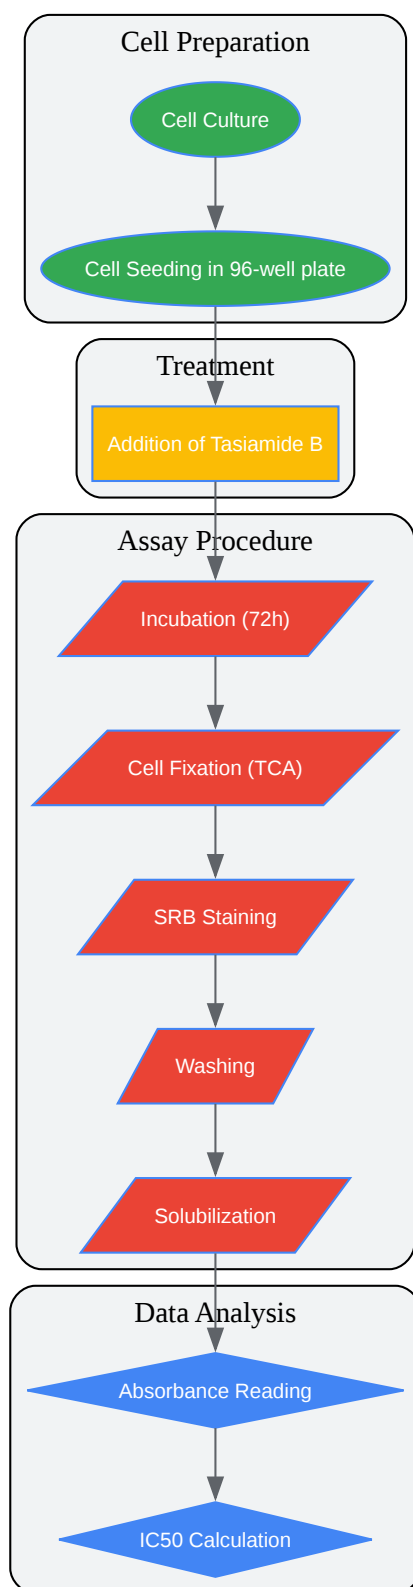 Cell Preparation
Cell Culture
Cell Seeding in 96-well plate
Treatment
Addition of Tasiamide B
Assay Procedure
Incubation (72h)
Cell Fixation (TCA)
SRB Staining
Washing
Solubilization
Data Analysis
Absorbance Reading
IC50 Calculation